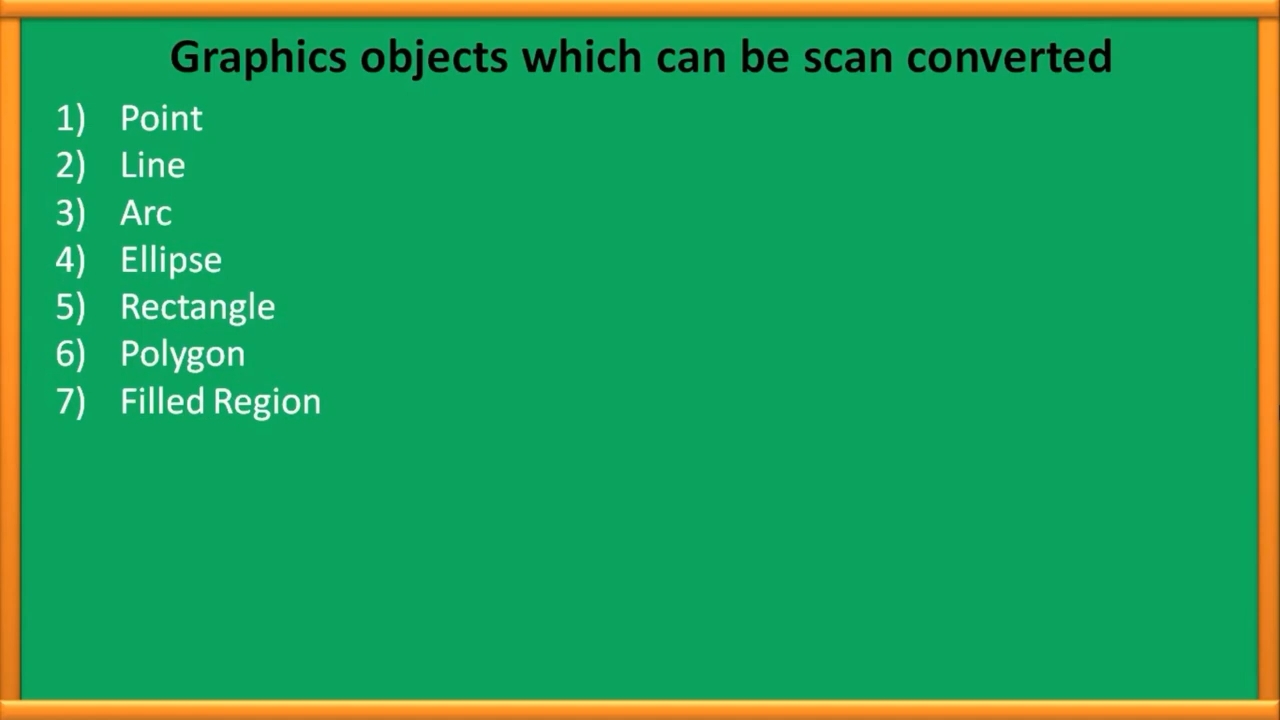 Graphics objects which can be scan converted
1) Point
2) Line
3) Arc
4) Ellipse
5) Rectangle
6) Polygon
7) Filled Region